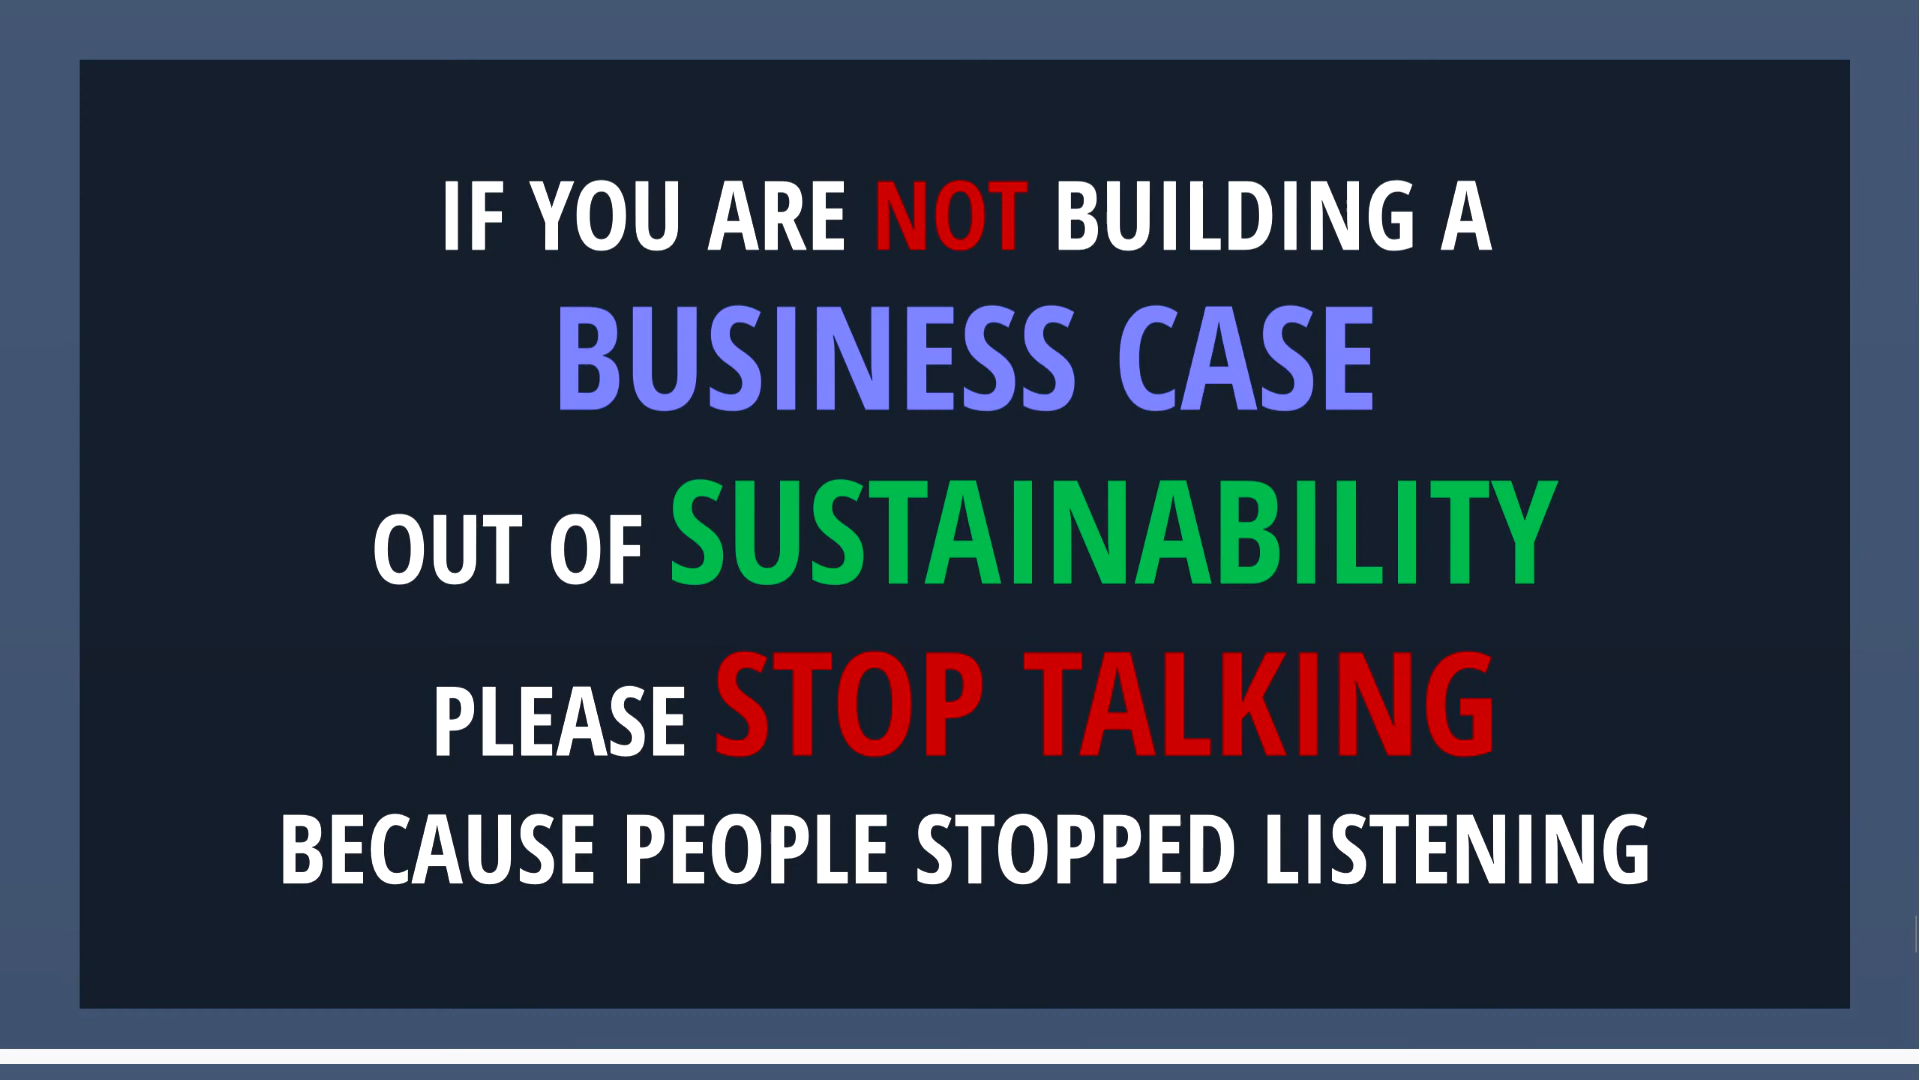 IF YOU ARE NOT BUILDING A
BUSINESS CASE
OUT OF SUSTAINABILITY
PLEASE STOP TALKING
BECAUSE PEOPLE STOPPED LISTENING